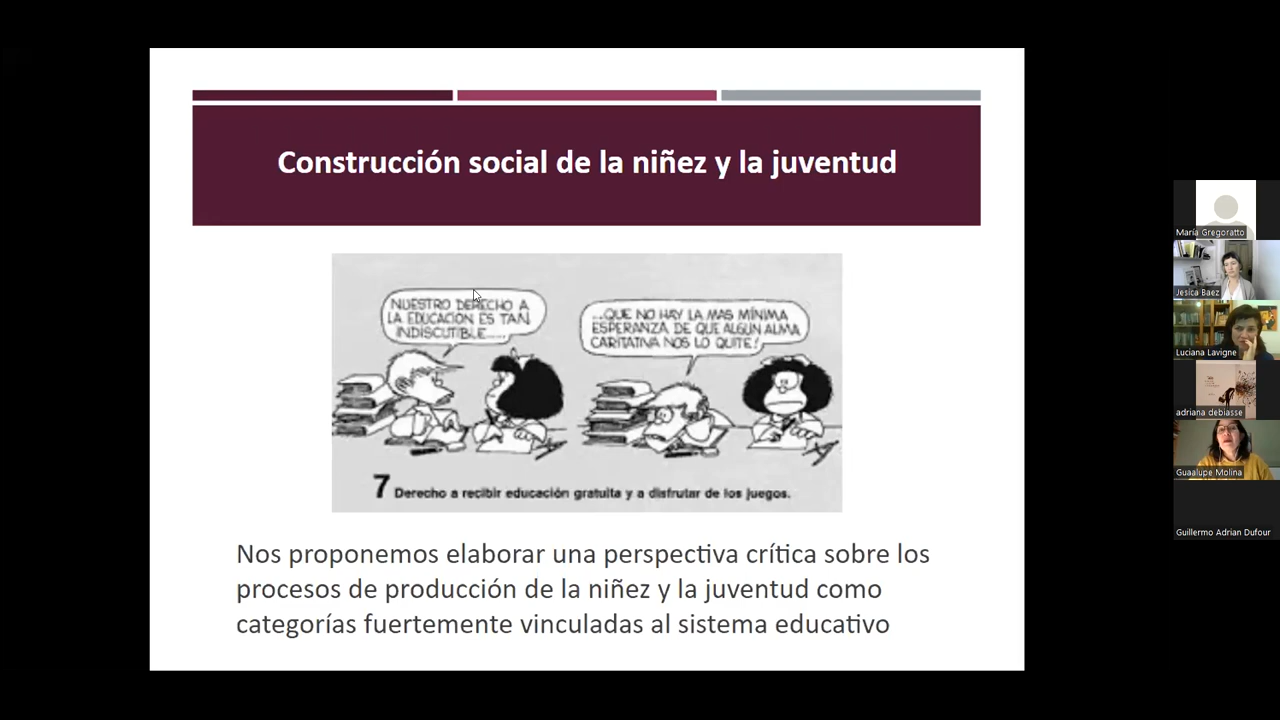 Construcción social de la niñez y la juventud
NUESTRO DERECHO A
LA EDUCACIÓN ES TAN
INDISCUTIBLE.....
...QUE NO HAY LA MAS MÍNIMA
ESPERANZA DE QUE ALGUN ALMA
CARITATIVA NOS LO QUITE!
7 Derecho a recibir educación gratuita y a disfrutar de los juegos.
Nos proponemos elaborar una perspectiva crítica sobre los
procesos de producción de la niñez y la juventud como
categorías fuertemente vinculadas al sistema educativo
María Gregoratto
Jesica Baez
Luciana Lavigne
adriana debiasse
Guaalupe Molina
Guillermo Adrian Dufour